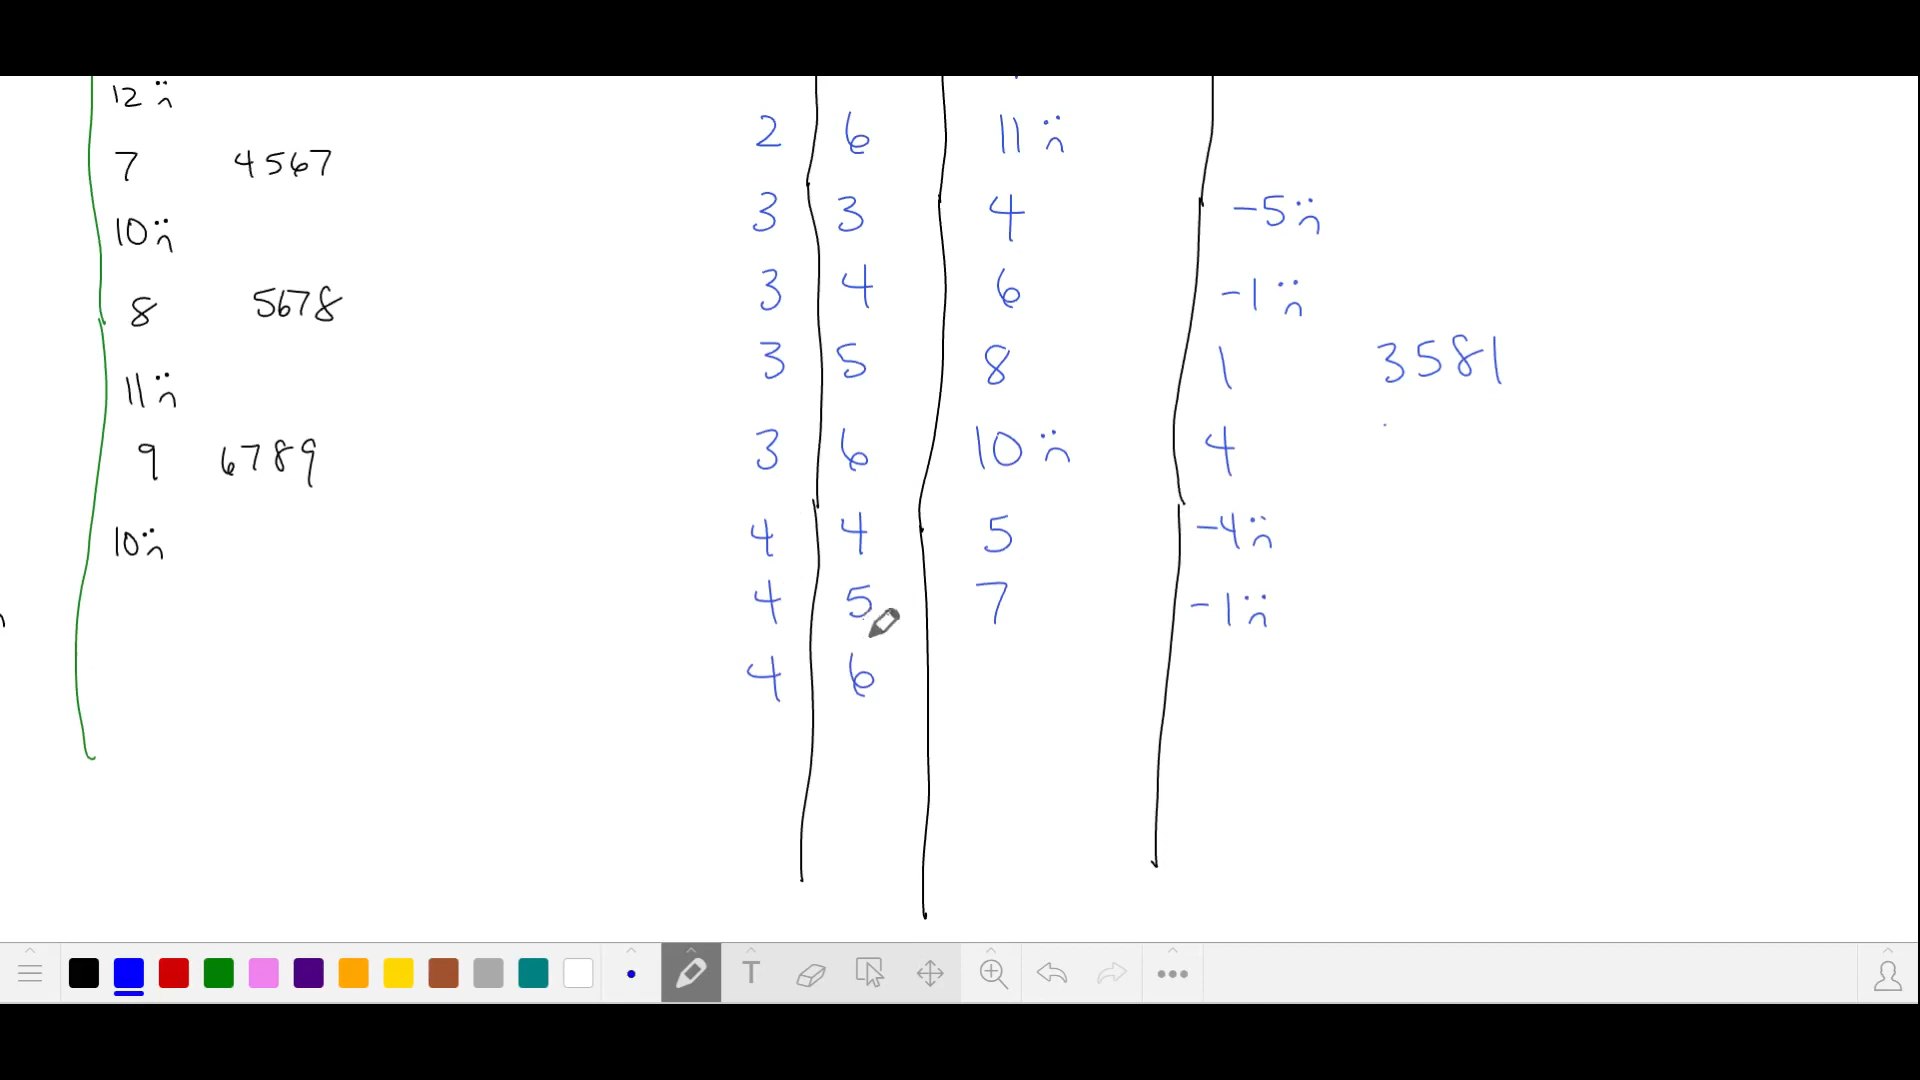 12
7 4567
10
8 5678
11
9 6789
10
2 6 11
3 3 4 -5
3 4 6 -1
3 5 8 1 3581
3 6 10 4
4 4 5 -4
4 5 7 -1
4 6
T